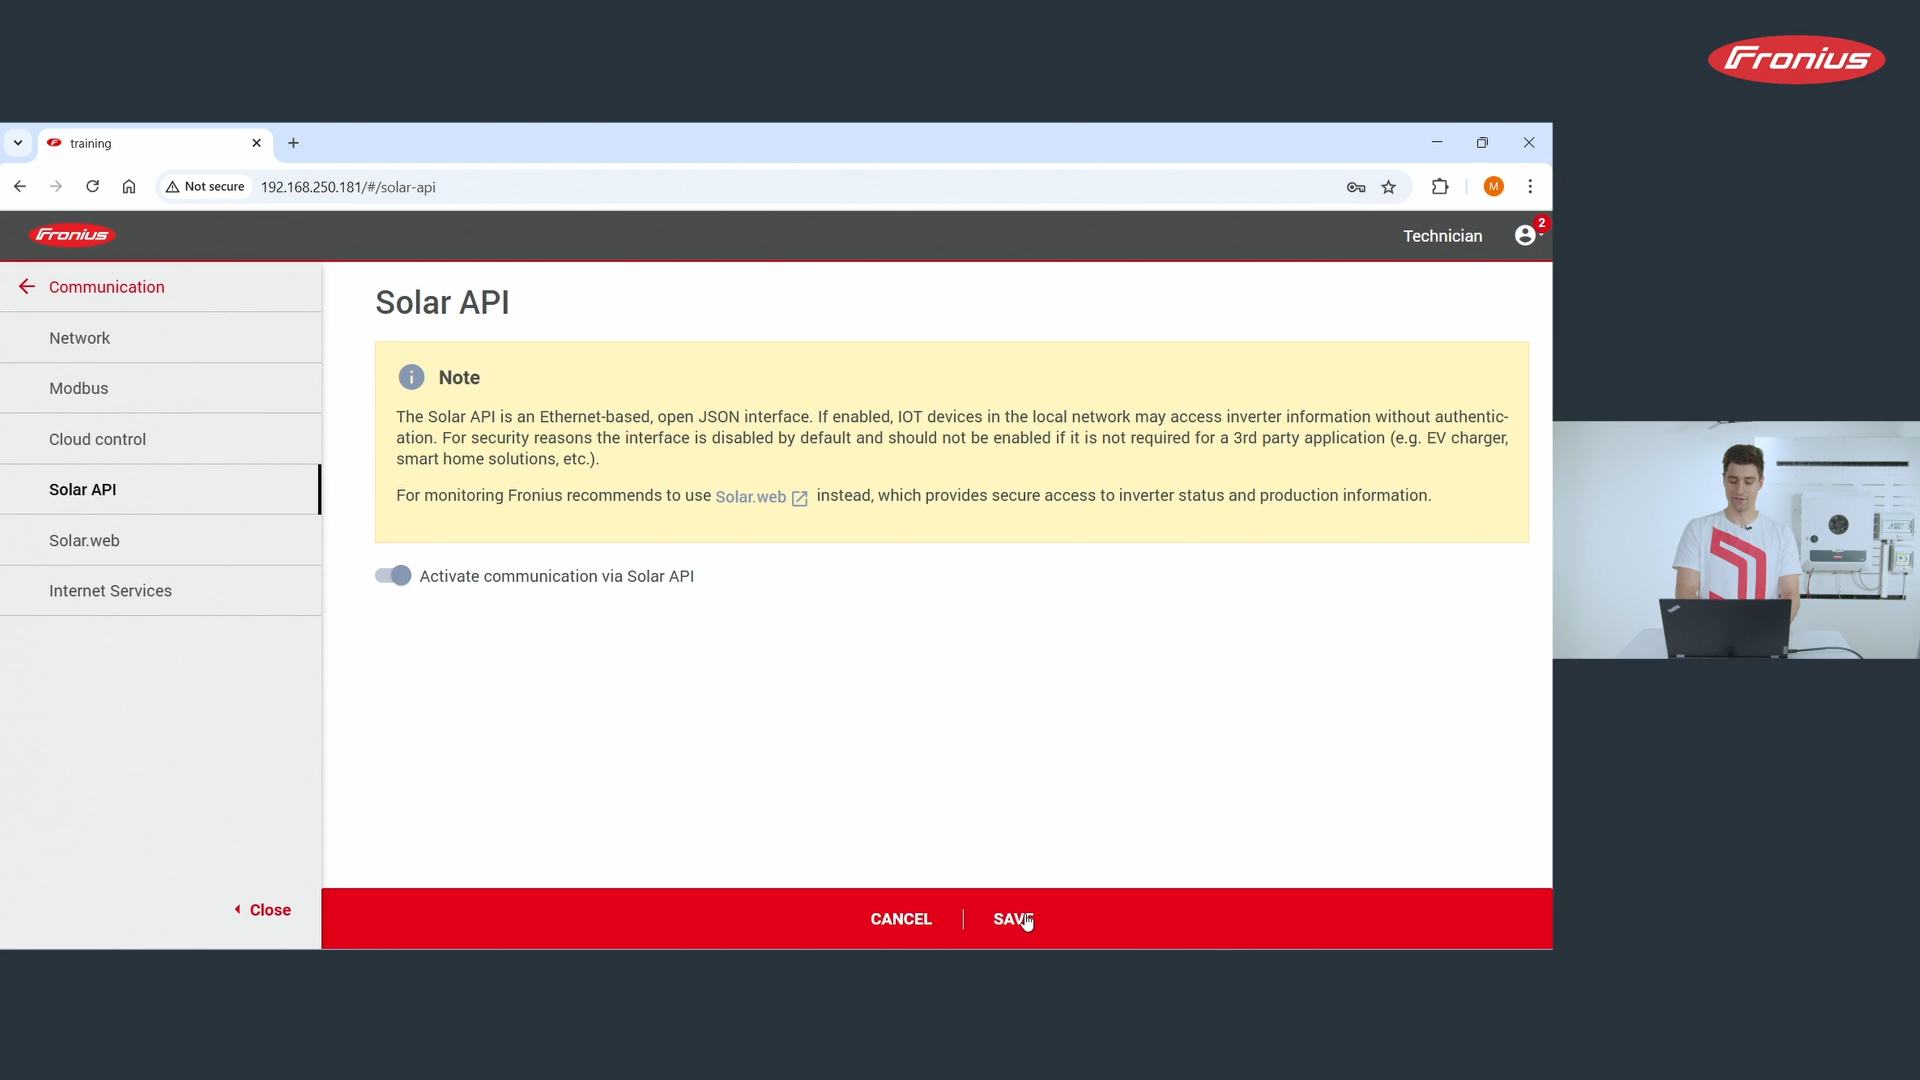 Fronius
training
Not secure
192.168.250.181/#/solar-api
M
Fronius
Technician
2
Communication
Network
Modbus
Cloud control
Solar API
Solar.web
Internet Services
Close
Solar API
Note
The Solar API is an Ethernet-based, open JSON interface. If enabled, IOT devices in the local network may access inverter information without authentic-
ation. For security reasons the interface is disabled by default and should not be enabled if it is not required for a 3rd party application (e.g. EV charger,
smart home solutions, etc.).
For monitoring Fronius recommends to use Solar.web instead, which provides secure access to inverter status and production information.
Activate communication via Solar API
CANCEL
SAVE